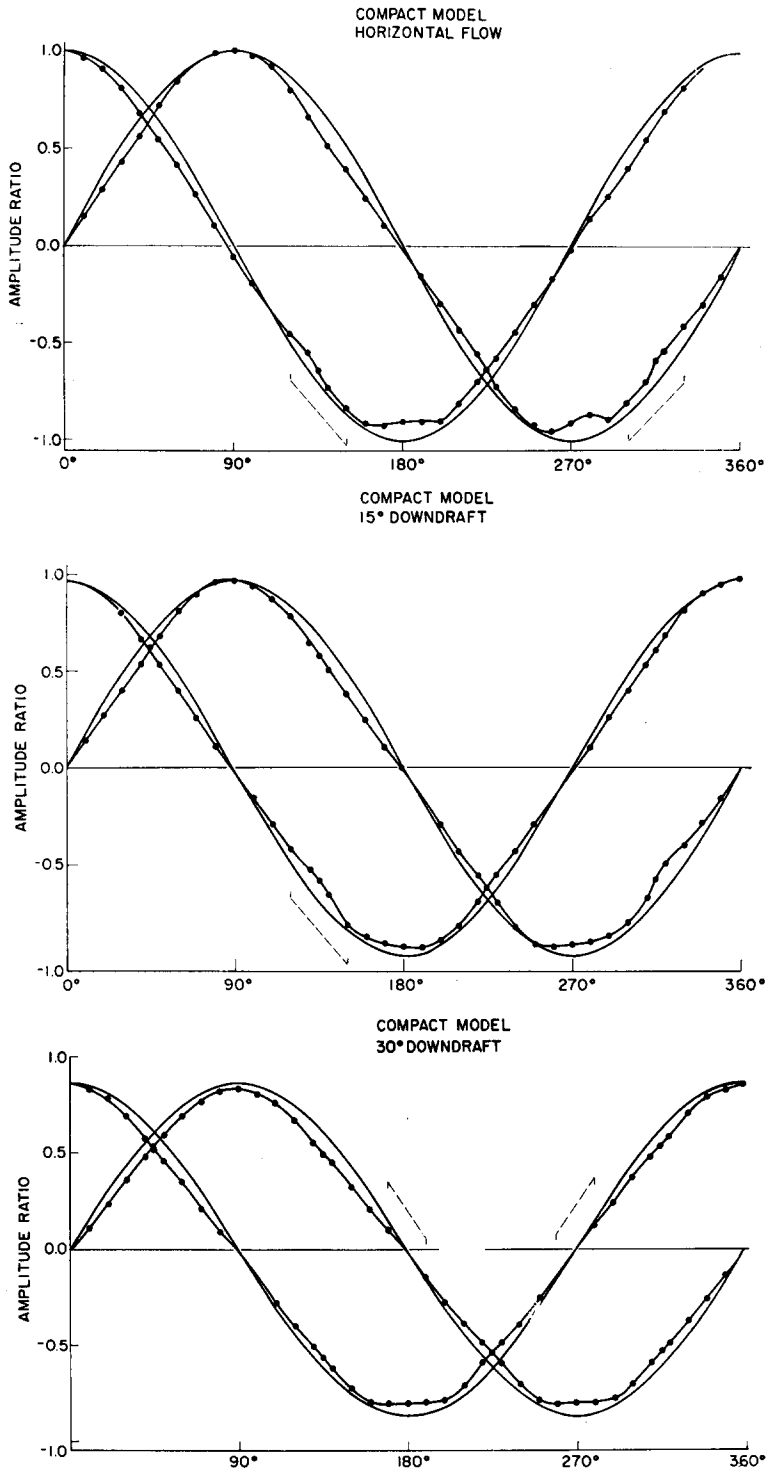 COMPACT MODEL
HORIZONTAL FLOW
1.0
0.5
0.0
-0.5
-1.0
AMPLITUDE RATIO
0° 90° 180° 270° 360°
COMPACT MODEL
15° DOWNDRAFT
1.0
0.5
0.0
-0.5
-1.0
AMPLITUDE RATIO
0° 90° 180° 270° 360°
COMPACT MODEL
30° DOWNDRAFT
1.0
0.5
0.0
-0.5
-1.0
AMPLITUDE RATIO
90° 180° 270° 360°